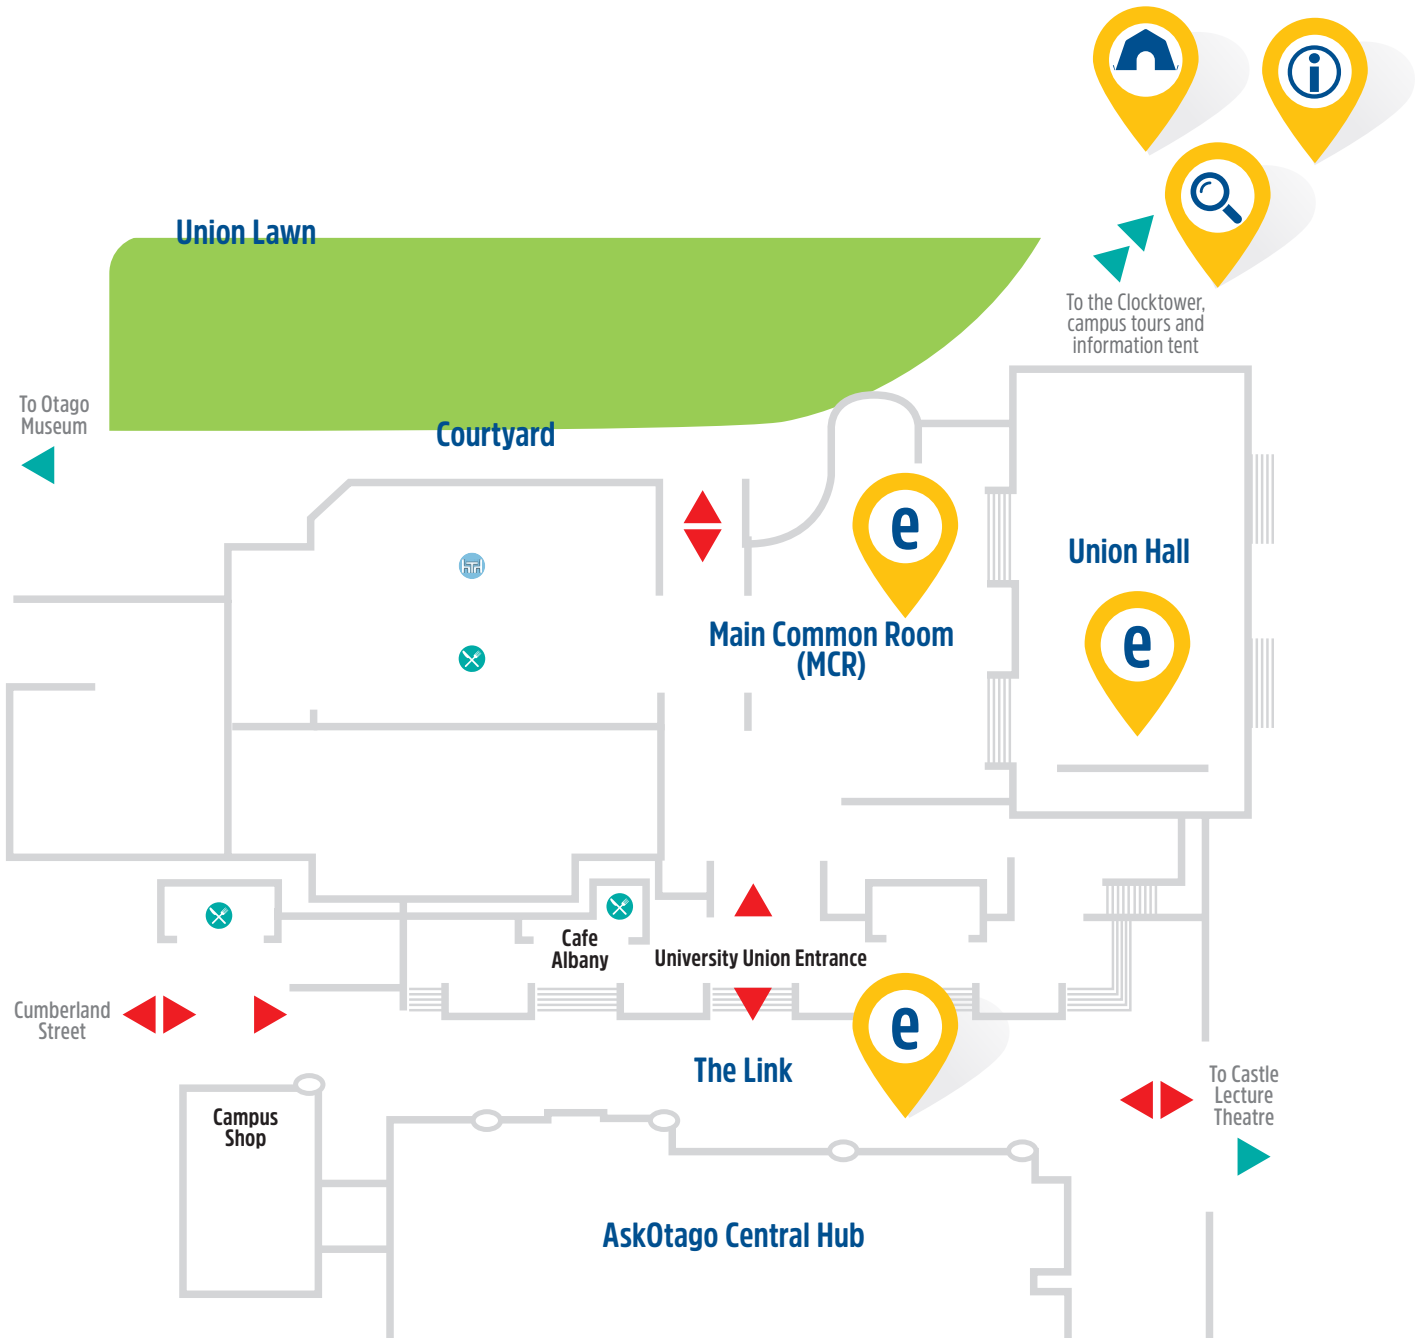 Union Lawn
To the Clocktower,
campus tours and
information tent
To Otago
Museum
Courtyard
e
Union Hall
e
Main Common Room
(MCR)
Cafe
Albany
University Union Entrance
Cumberland
Street
e
The Link
To Castle
Lecture
Theatre
Campus
Shop
AskOtago Central Hub